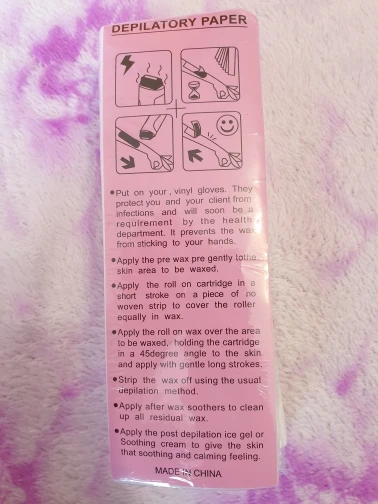 DEPILATORY PAPER
•Put on your, vinyl gloves. They
protect you and your client from
infections and will soon be a
requirement by the health
department. It prevents the wax
from sticking to your hands.
•Apply the pre wax pre gently tothe
skin area to be waxed.
•Apply the roll on cartridge in a
short stroke on a piece of no
woven strip to cover the roller
equally in wax.
•Apply the roll on wax over the area
to be waxed, holding the cartridge
in a 45degree angle to the skin
and apply with gentle long strokes.
•Strip the wax off using the usual
depilation method.
•Apply after wax soothers to clean
up all residual wax.
•Apply the post depilation ice gel or
Soothing cream to give the skin
that soothing and calming feeling.
MADE IN CHINA